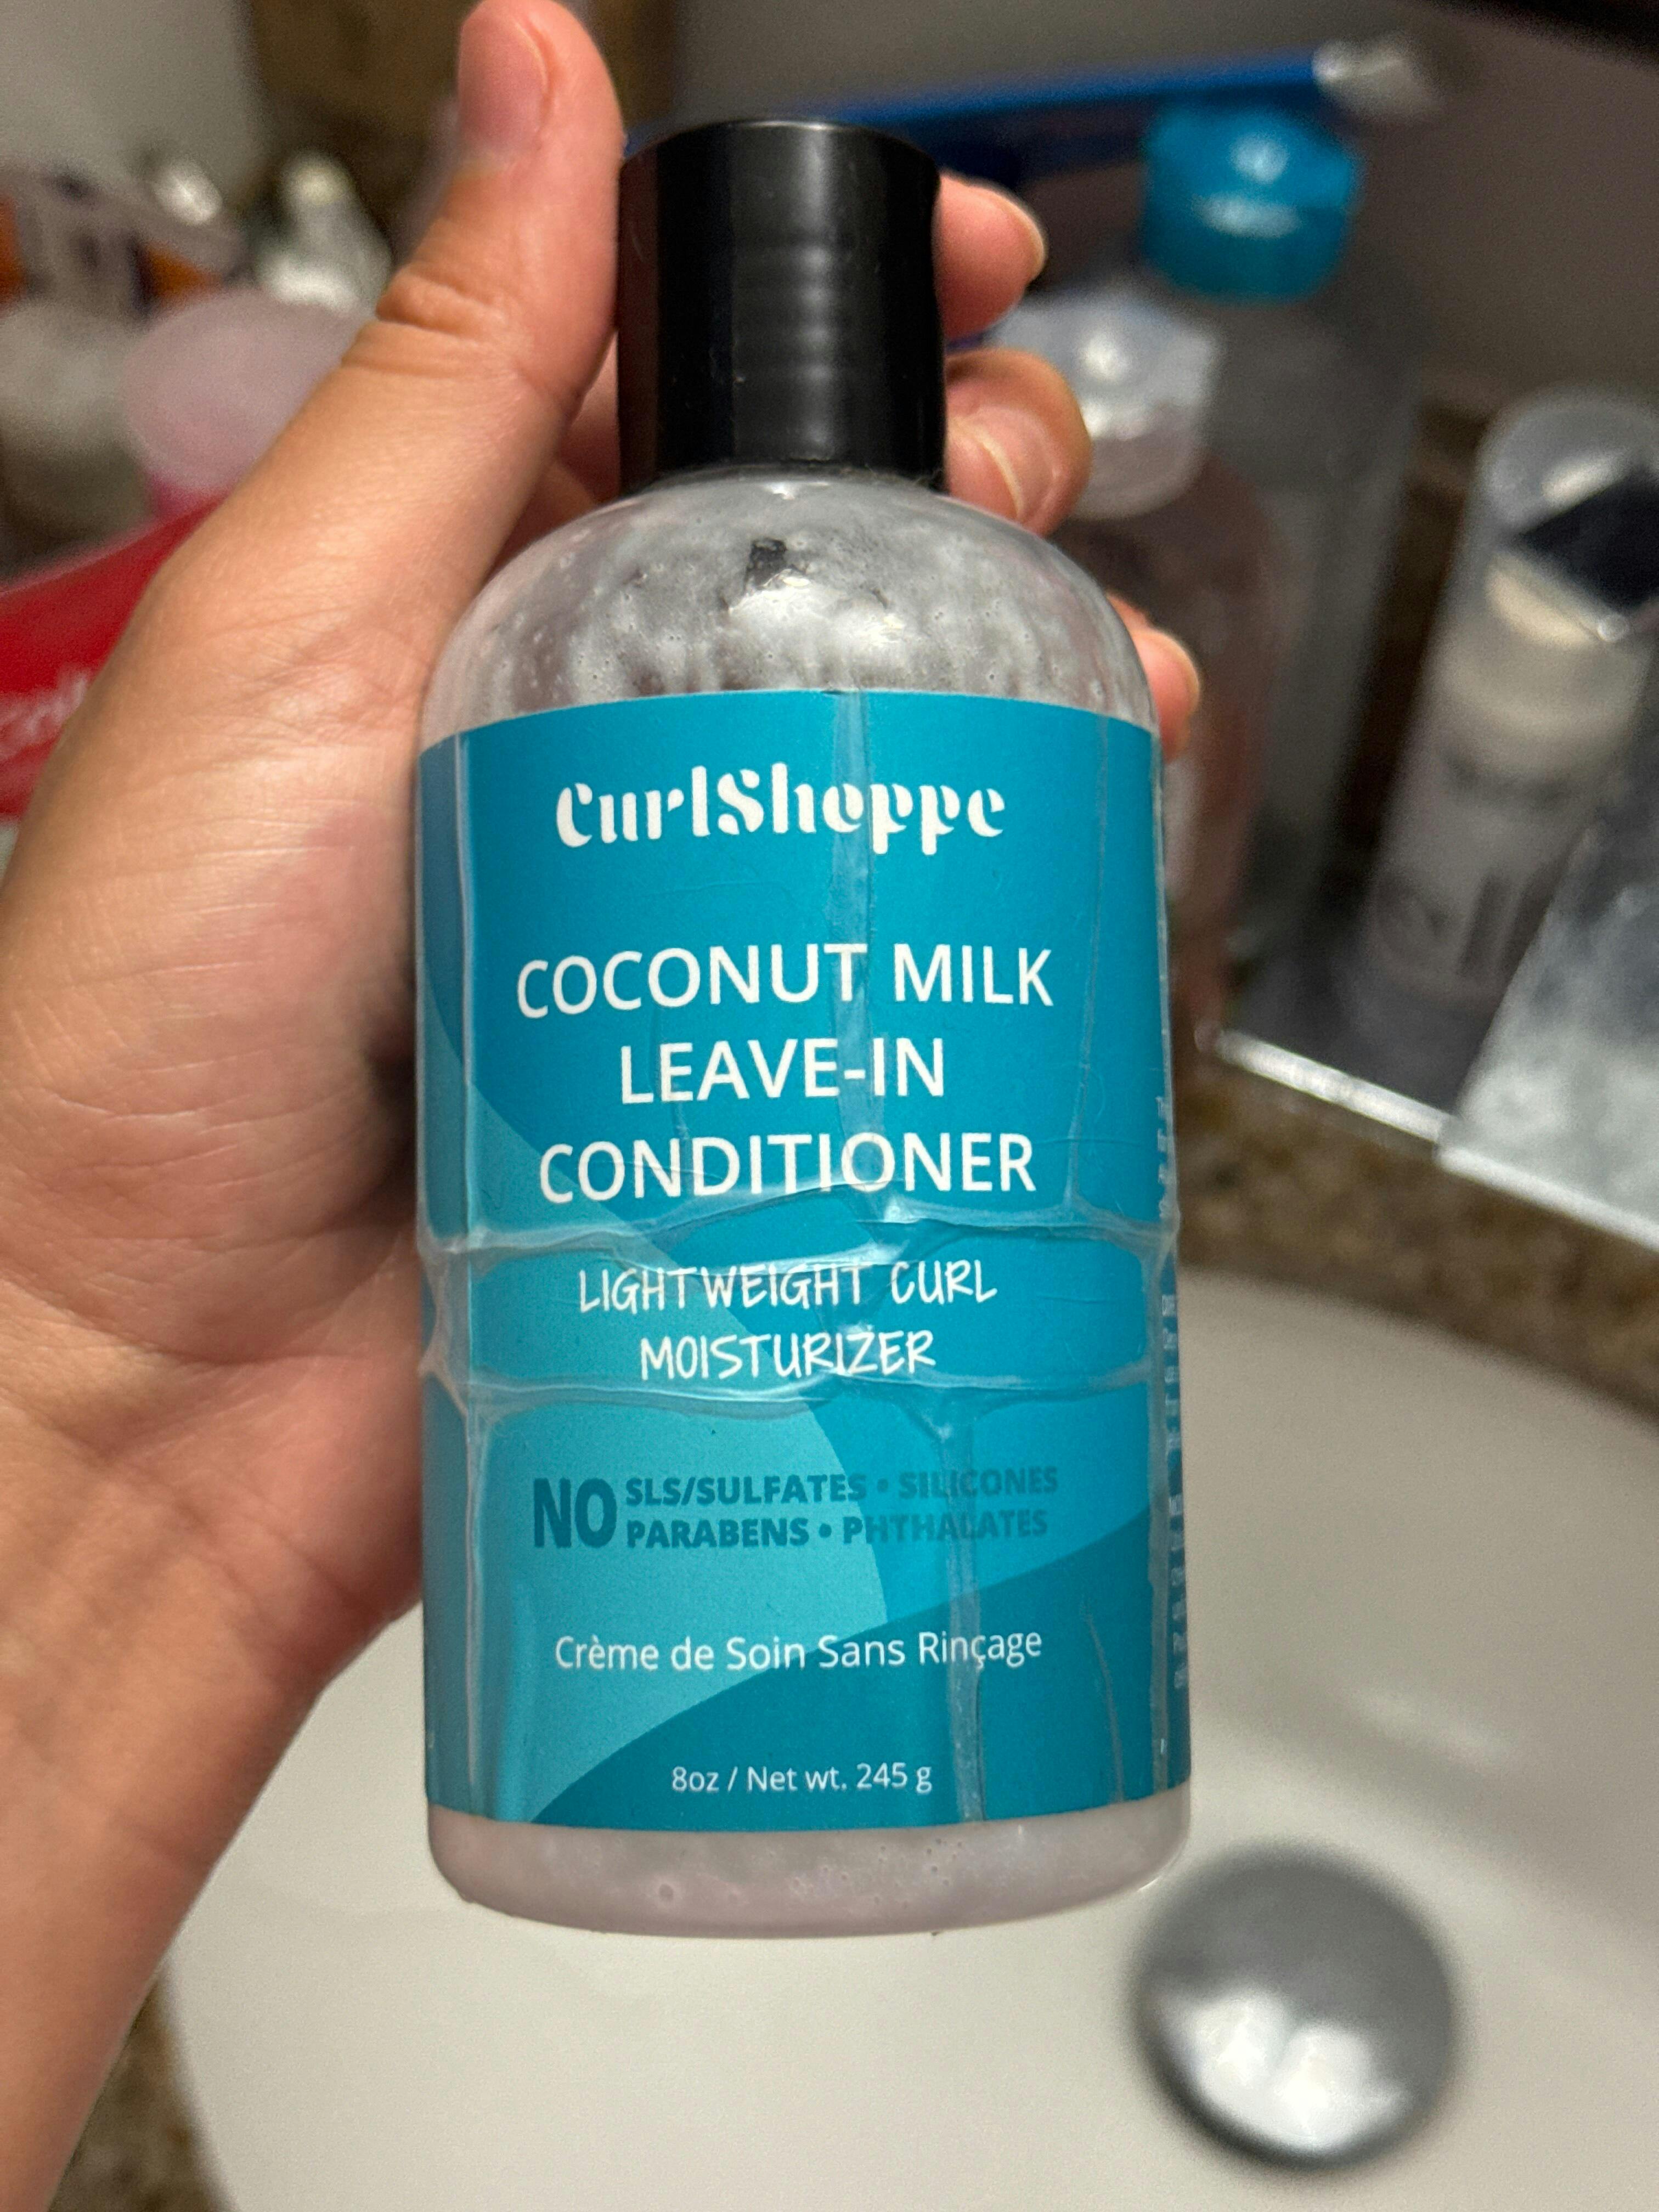 CurlShoppe
COCONUT MILK
LEAVE-IN
CONDITIONER
LIGHTWEIGHT CURL
MOISTURIZER
NO SLS/SULFATES • SILICONES
PARABENS • PHTHALATES
Crème de Soin Sans Rinçage
8oz / Net wt. 245 g